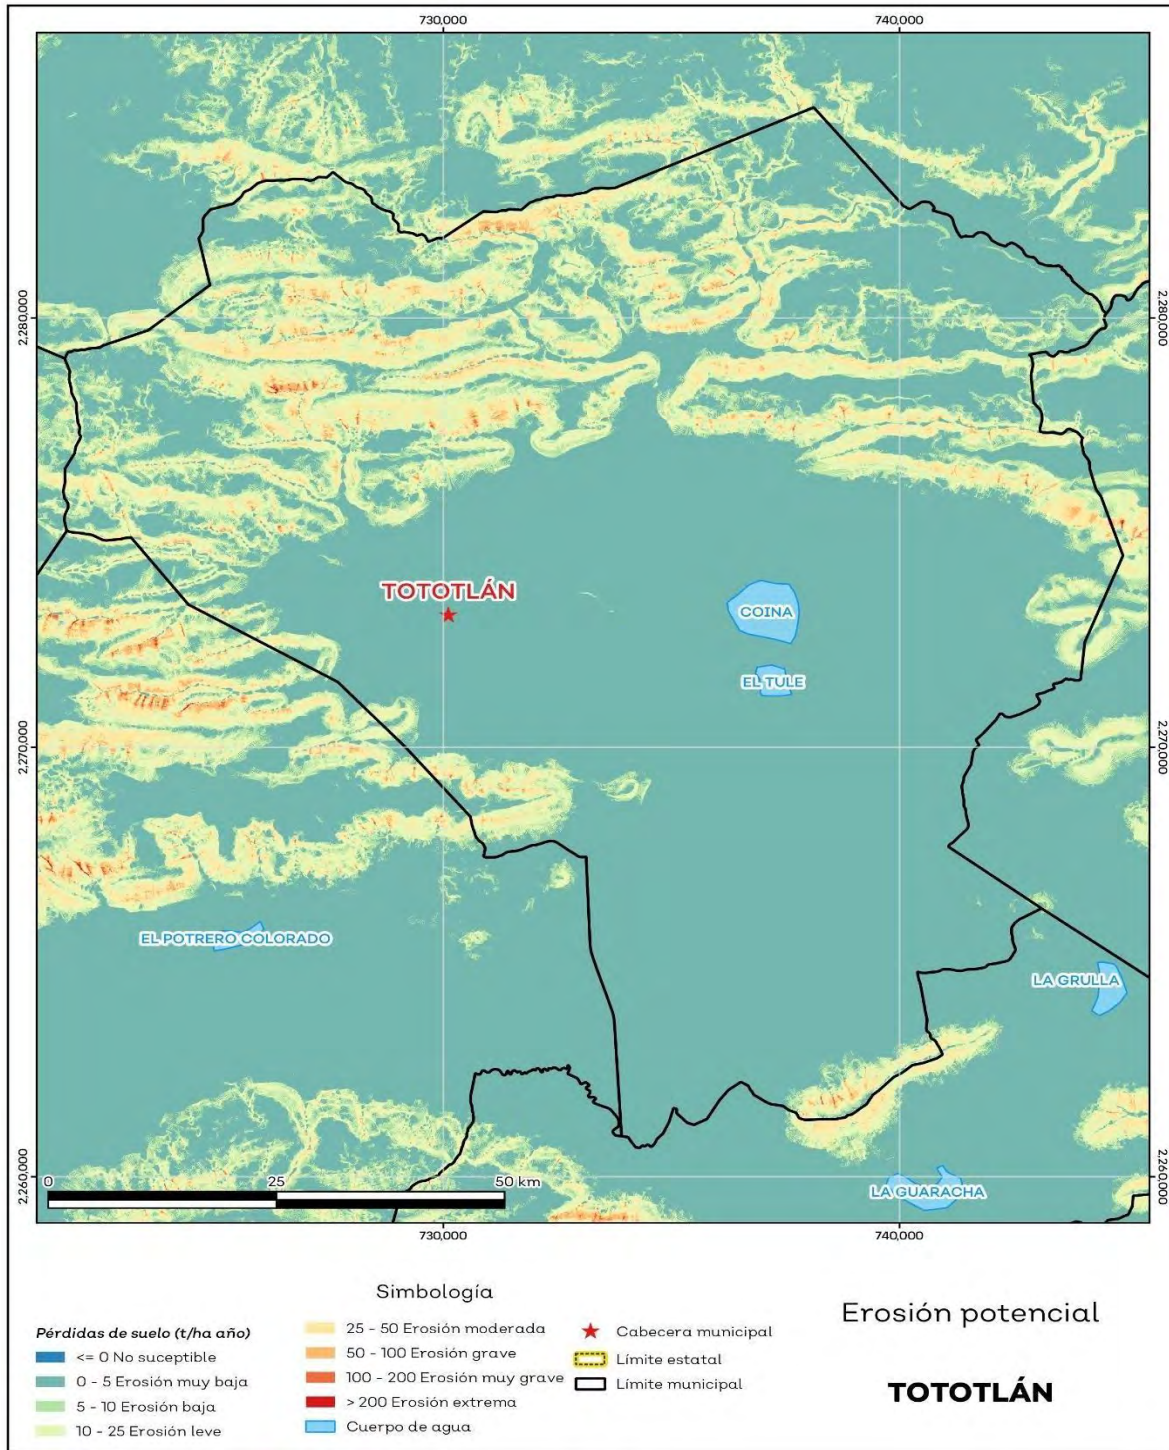 730,000
740,000
2,280,000
2,280,000
TOTOTLÁN
COINA
EL TULE
2,270,000
2,270,000
EL POTRERO COLORADO
LA GRULLA
2,260,000
2,260,000
LA GUARACHA
0
25
50 km
730,000
740,000
Simbología
Pérdidas de suelo (t/ha año)
<= 0 No suceptible
0 - 5 Erosión muy baja
5 - 10 Erosión baja
10 - 25 Erosión leve
25 - 50 Erosión moderada
50 - 100 Erosión grave
100 - 200 Erosión muy grave
> 200 Erosión extrema
Cuerpo de agua
Cabecera municipal
Límite estatal
Límite municipal
Erosión potencial
TOTOTLÁN